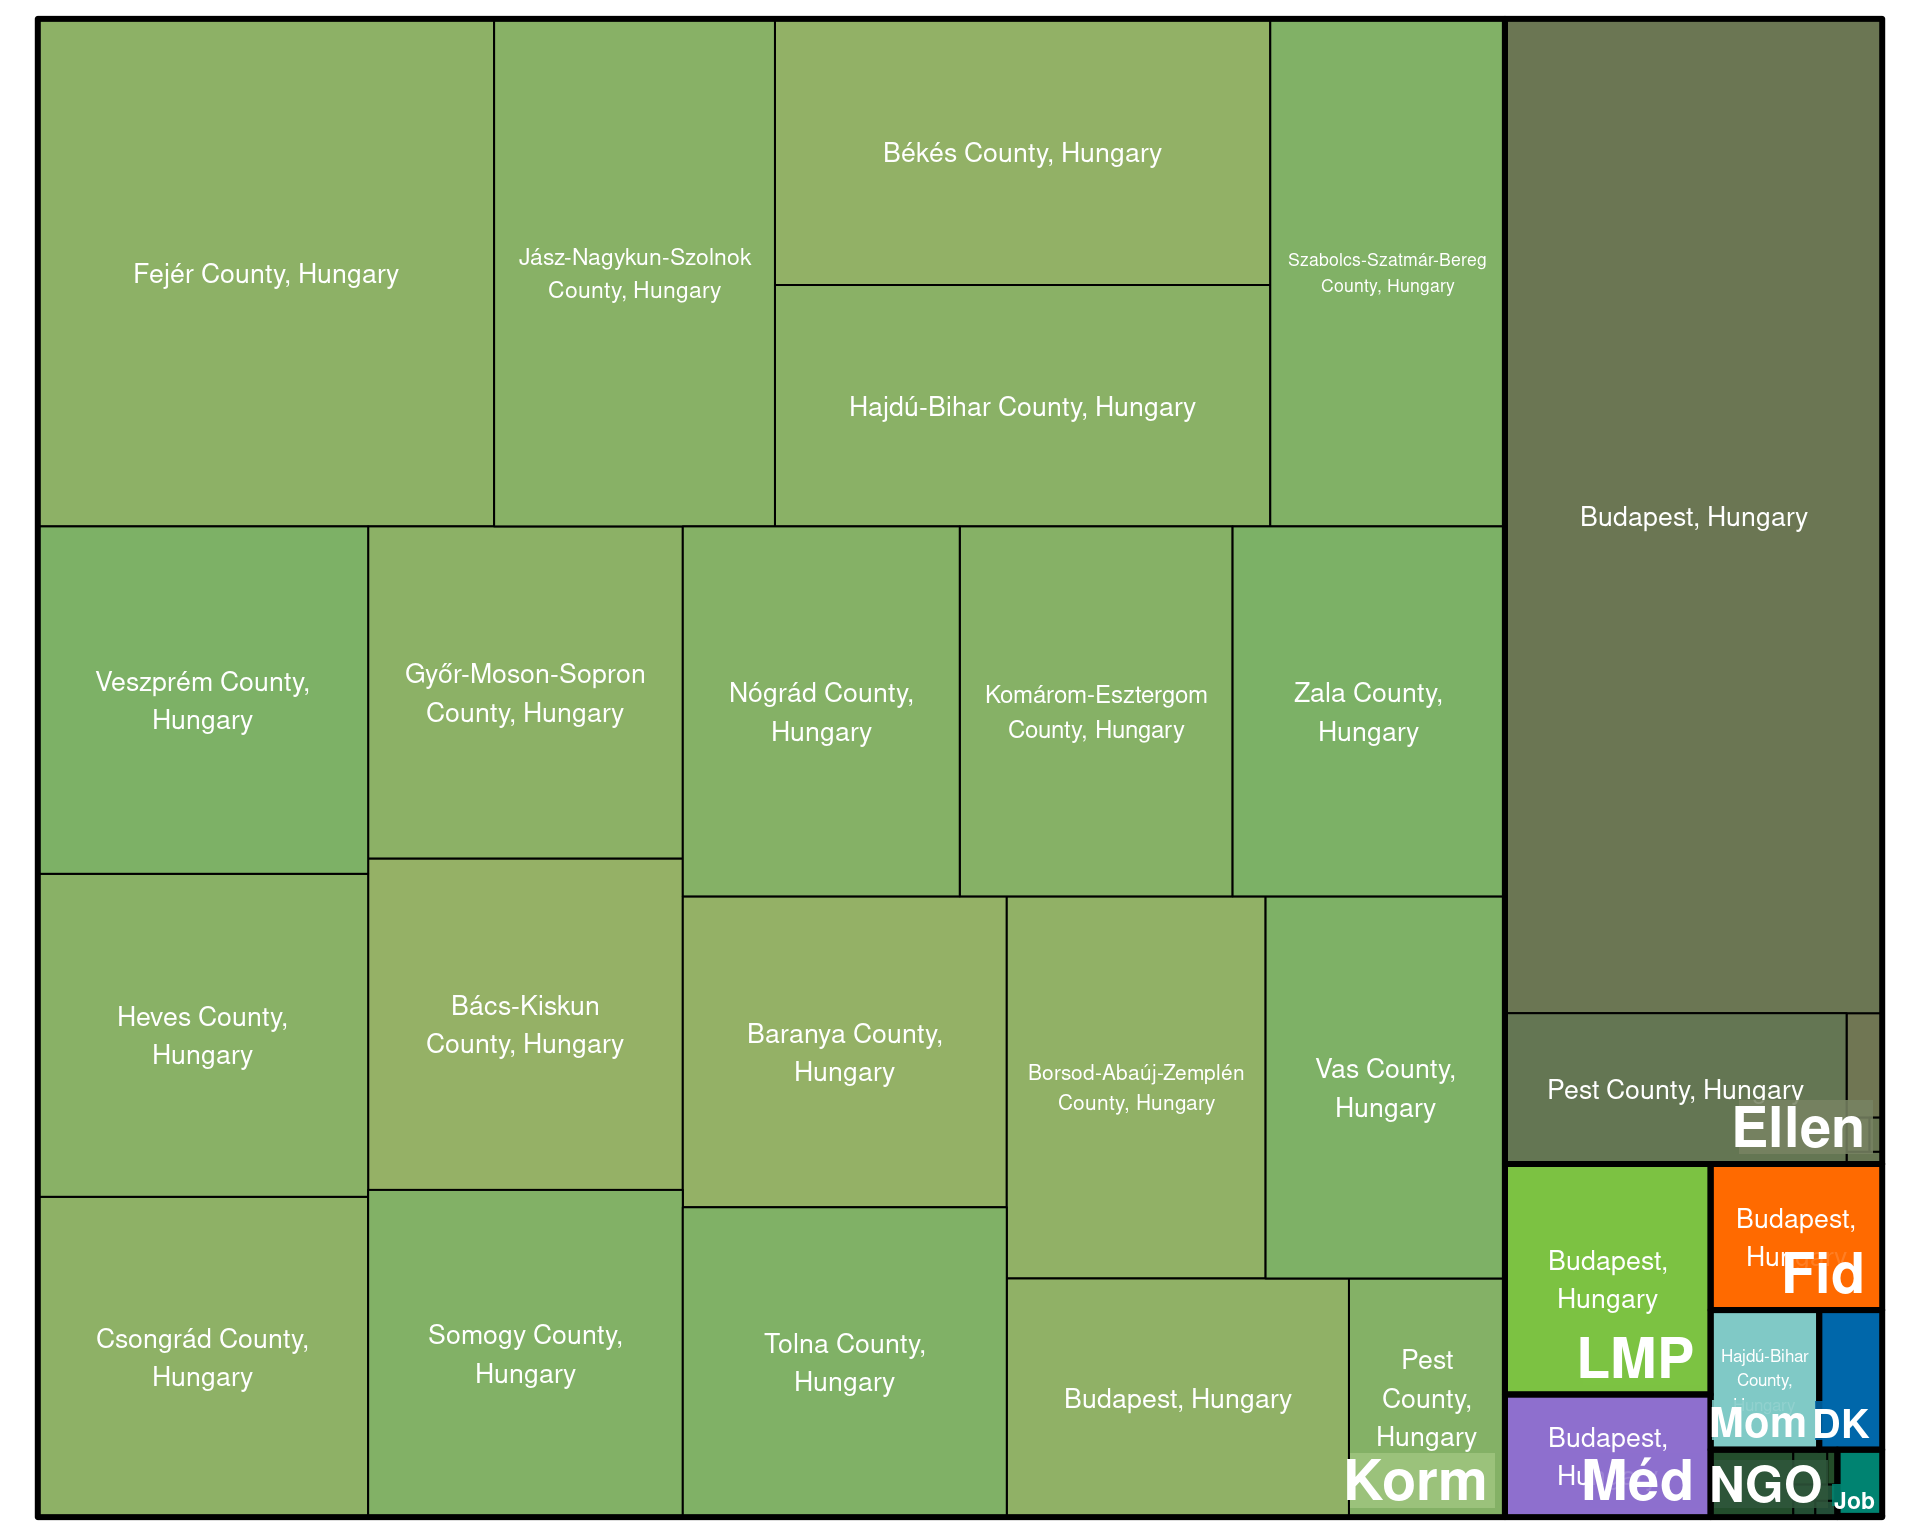 Fejér County, Hungary
Jász-Nagykun-Szolnok
County, Hungary
Békés County, Hungary
Hajdú-Bihar County, Hungary
Szabolcs-Szatmár-Bereg
County, Hungary
Veszprém County,
Hungary
Győr-Moson-Sopron
County, Hungary
Nógrád County,
Hungary
Komárom-Esztergom
County, Hungary
Zala County,
Hungary
Heves County,
Hungary
Bács-Kiskun
County, Hungary
Baranya County,
Hungary
Borsod-Abaúj-Zemplén
County, Hungary
Vas County,
Hungary
Csongrád County,
Hungary
Somogy County,
Hungary
Tolna County,
Hungary
Budapest, Hungary
Pest
County,
Hungary
Korm
Budapest, Hungary
Pest County, Hungary
Ellen
Budapest,
Hungary
LMP
Budapest,
Hungary
Fid
Hajdú-Bihar
County,
Hungary
Mom
DK
Budapest,
Hu
Méd
NGO
Job